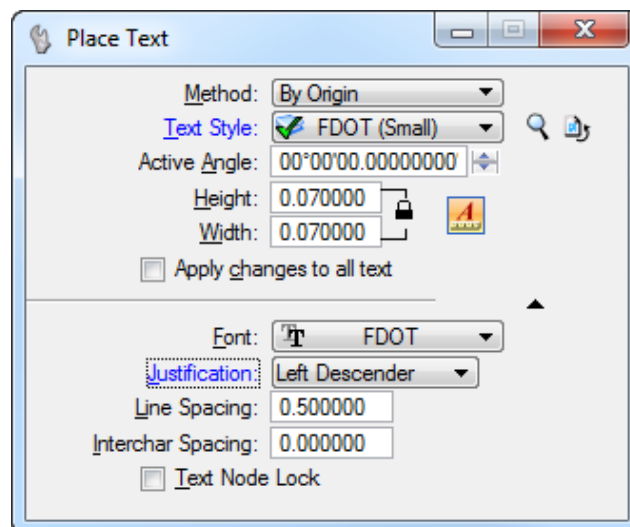 Place Text
Method: By Origin
Text Style: FDOT (Small)
Active Angle: 00°00'00.00000000'
Height: 0.070000
Width: 0.070000
Apply changes to all text
Font: FDOT
Justification: Left Descender
Line Spacing: 0.500000
Interchar Spacing: 0.000000
Text Node Lock